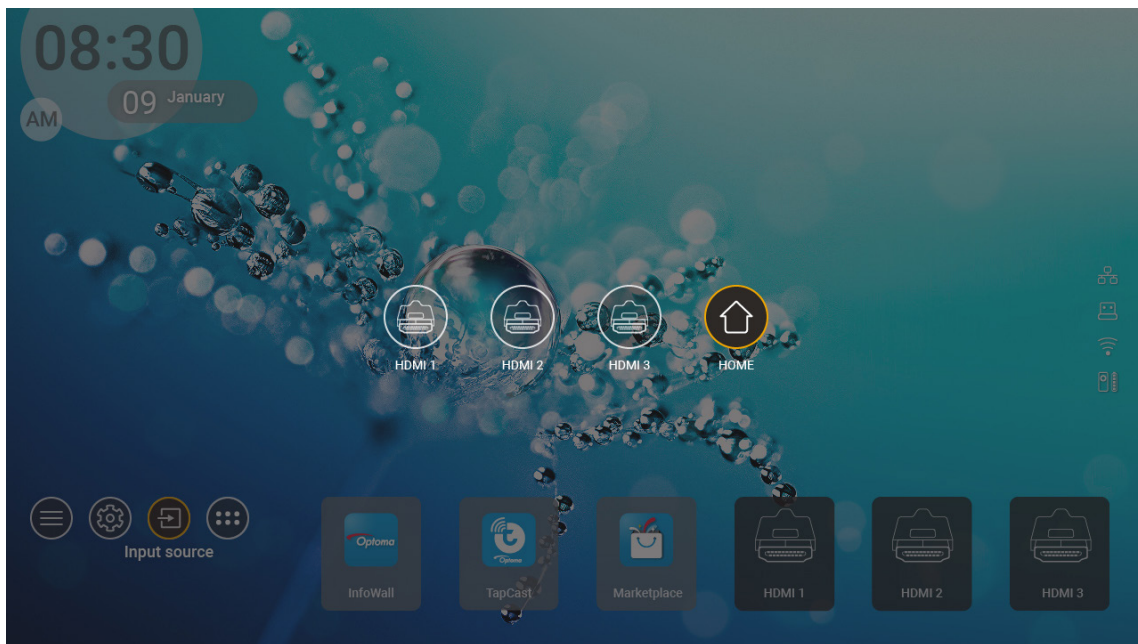 08:30
09 January
AM
HDMI 1
HDMI 2
HDMI 3
HOME
Input source
Optoma
InfoWall
Optoma
TapCast
Marketplace
HDMI 1
HDMI 2
HDMI 3